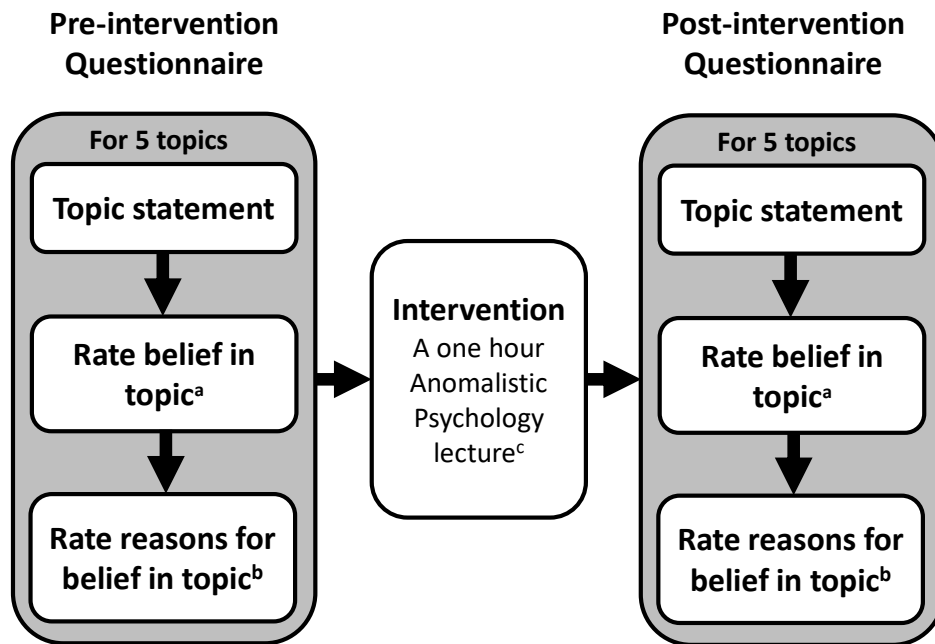 Pre-intervention
Questionnaire
For 5 topics
Topic statement
Rate belief in
topicᵃ
Rate reasons for
belief in topicᵇ
Intervention
A one hour
Anomalistic
Psychology
lectureᶜ
Post-intervention
Questionnaire
For 5 topics
Topic statement
Rate belief in
topicᵃ
Rate reasons for
belief in topicᵇ